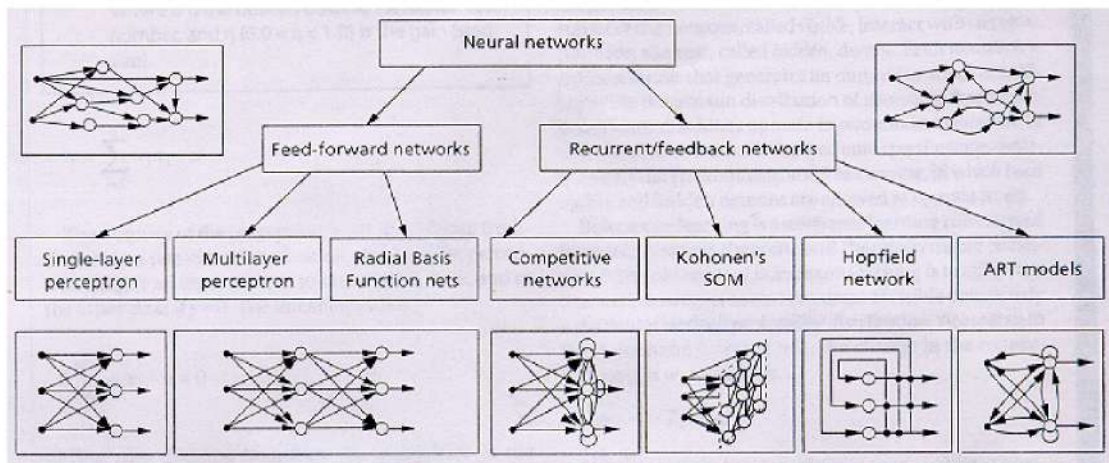 Neural networks
Feed-forward networks
Recurrent/feedback networks
Single-layer
perceptron
Multilayer
perceptron
Radial Basis
Function nets
Competitive
networks
Kohonen's
SOM
Hopfield
network
ART models